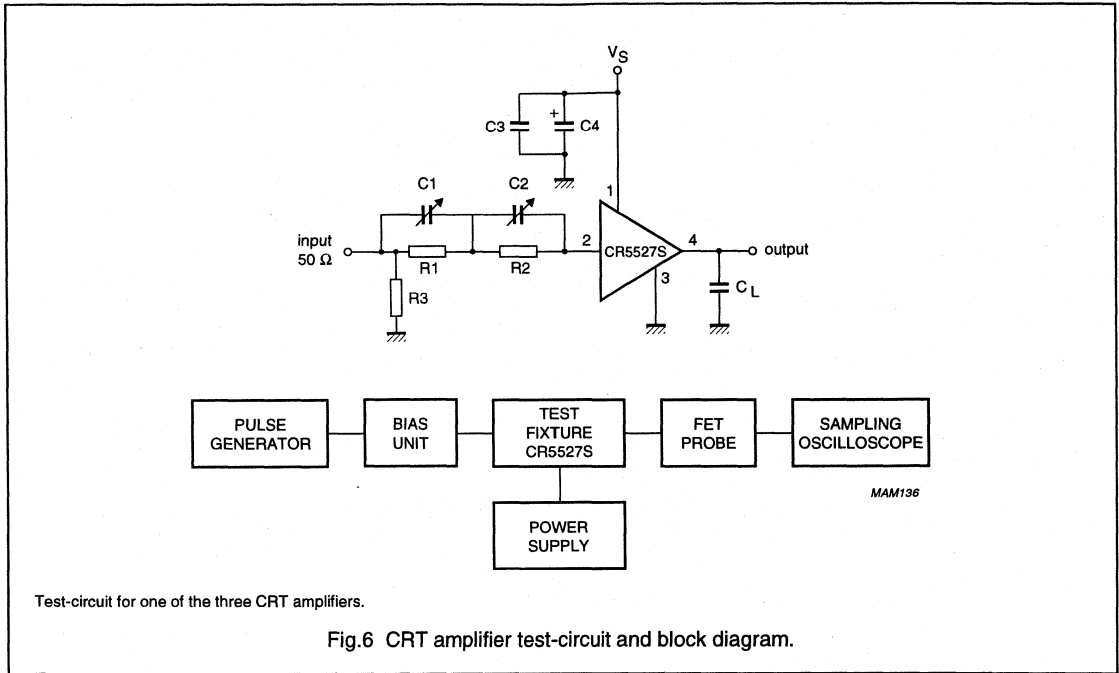 VS
C3
+
C4
C1
C2
1
input
50 Ω
2
CR5527S
4
output
R1
R2
3
R3
CL
PULSE
GENERATOR
BIAS
UNIT
TEST
FIXTURE
CR5527S
FET
PROBE
SAMPLING
OSCILLOSCOPE
MAM136
POWER
SUPPLY
Test-circuit for one of the three CRT amplifiers.
Fig.6 CRT amplifier test-circuit and block diagram.